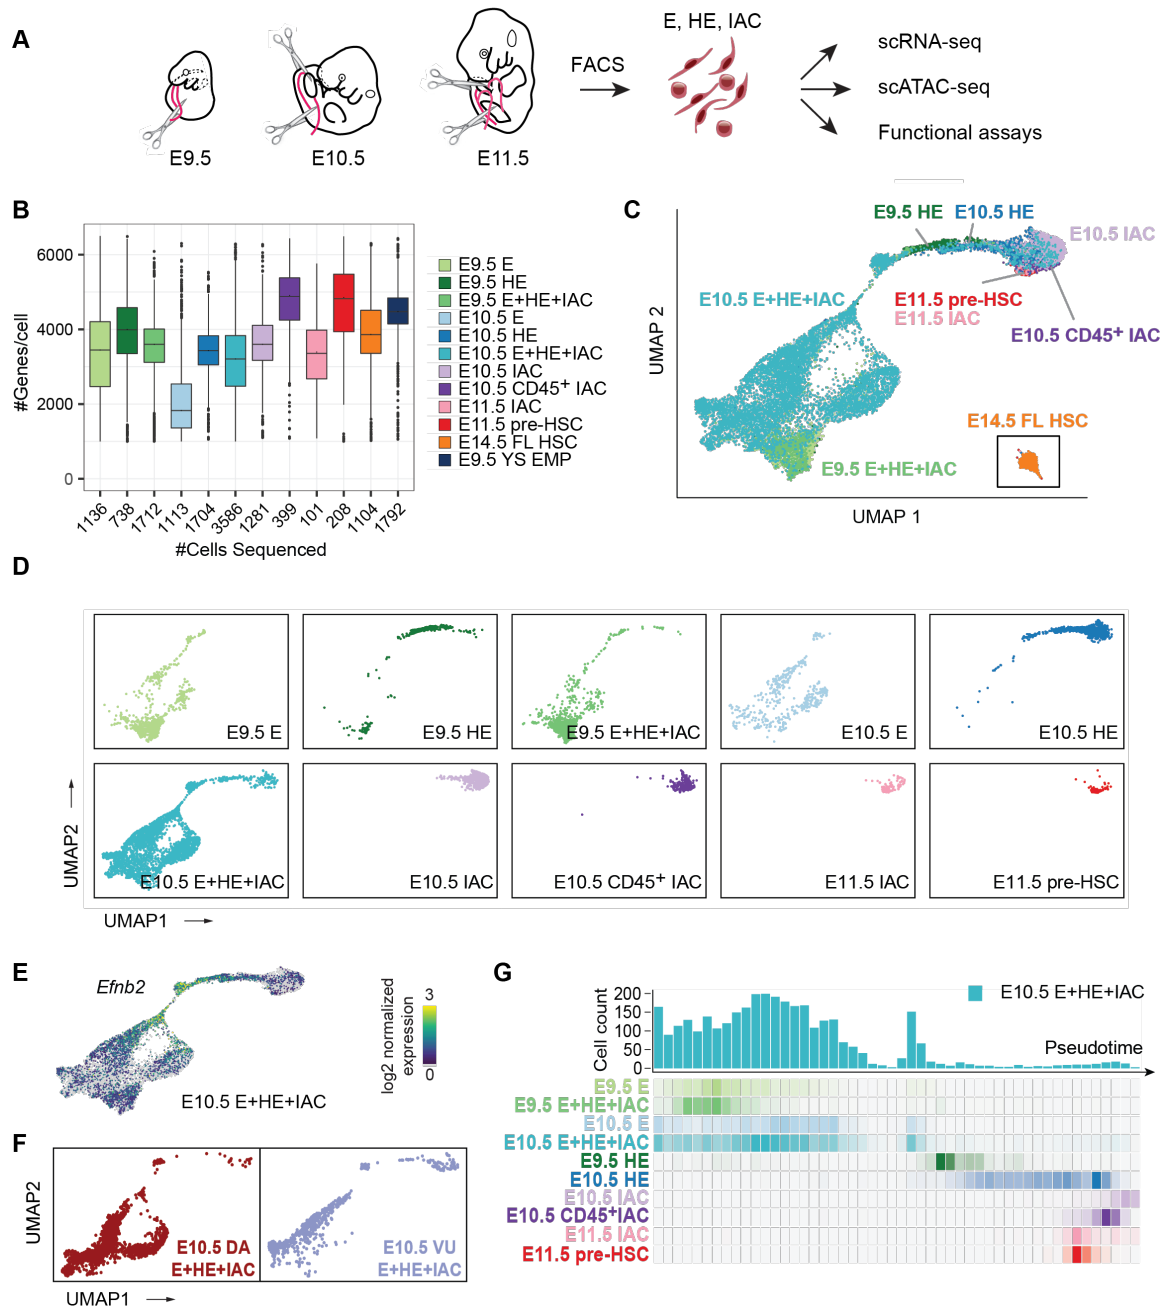 A
E9.5
E10.5
E11.5
FACS
E, HE, IAC
scRNA-seq
scATAC-seq
Functional assays
B
#Genes/cell
6000
4000
2000
0
1136
738
1712
1113
1704
3586
1281
399
101
208
1104
1792
#Cells Sequenced
E9.5 E
E9.5 HE
E9.5 E+HE+IAC
E10.5 E
E10.5 HE
E10.5 E+HE+IAC
E10.5 IAC
E10.5 CD45⁺ IAC
E11.5 IAC
E11.5 pre-HSC
E14.5 FL HSC
E9.5 YS EMP
C
UMAP 2
E9.5 HE
E10.5 HE
E10.5 IAC
E10.5 E+HE+IAC
E11.5 pre-HSC
E11.5 IAC
E10.5 CD45⁺ IAC
E14.5 FL HSC
E9.5 E+HE+IAC
UMAP 1
D
E9.5 E
E9.5 HE
E9.5 E+HE+IAC
E10.5 E
E10.5 HE
E10.5 E+HE+IAC
E10.5 IAC
E10.5 CD45⁺ IAC
E11.5 IAC
E11.5 pre-HSC
UMAP2
UMAP1
E
Efnb2
E10.5 E+HE+IAC
log2 normalized
expression
3
0
F
UMAP2
E10.5 DA
E+HE+IAC
E10.5 VU
E+HE+IAC
UMAP1
G
Cell count
200
150
100
50
0
E10.5 E+HE+IAC
Pseudotime
E9.5 E
E9.5 E+HE+IAC
E10.5 E
E10.5 E+HE+IAC
E9.5 HE
E10.5 HE
E10.5 IAC
E10.5 CD45⁺IAC
E11.5 IAC
E11.5 pre-HSC